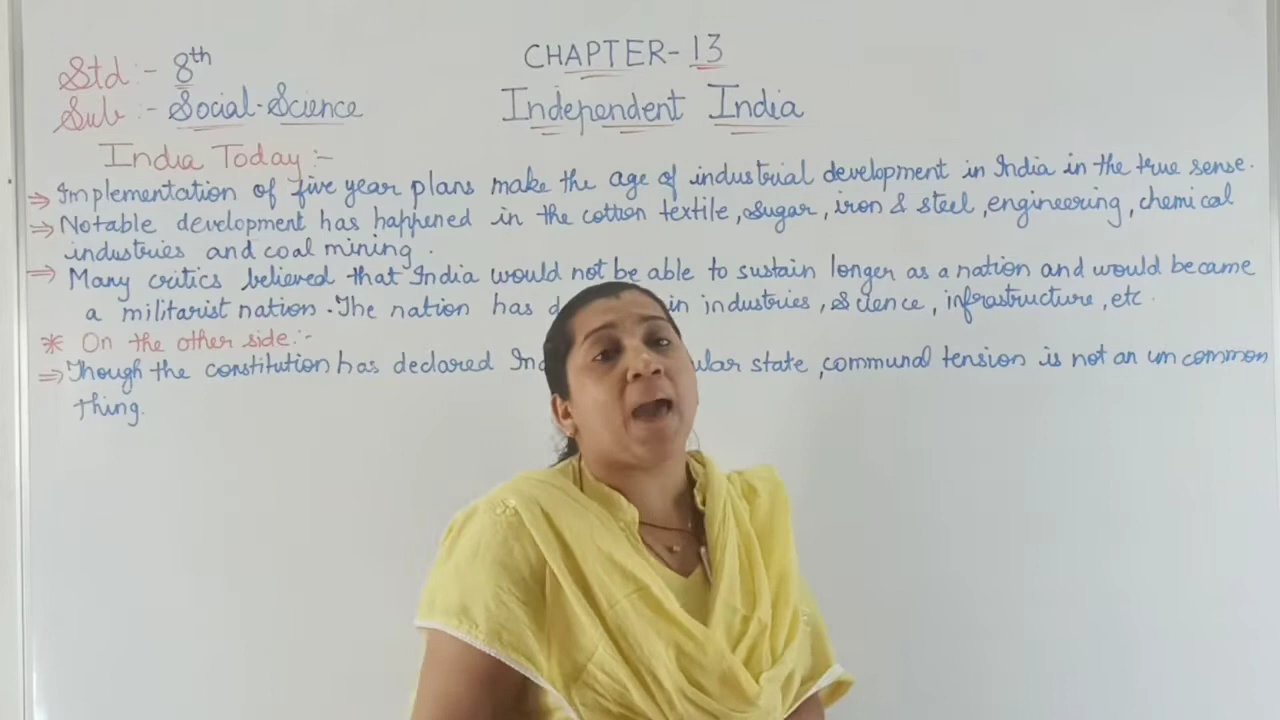 Std :- 8th
Sub :- Social-Science
CHAPTER-13
Independent India
India Today :-
⇒ Implementation of five year plans make the age of industrial development in India in the true sense.
⇒ Notable development has happened in the cotton textile, sugar, iron & steel, engineering, chemical
industries and coal mining.
⇒ Many critics believed that India would not be able to sustain longer as a nation and would became
a militarist nation. The nation has in industries, science, infrastructure, etc.
* On the other side :-
⇒ Though the constitution has declared state, communal tension is not an un common
thing.